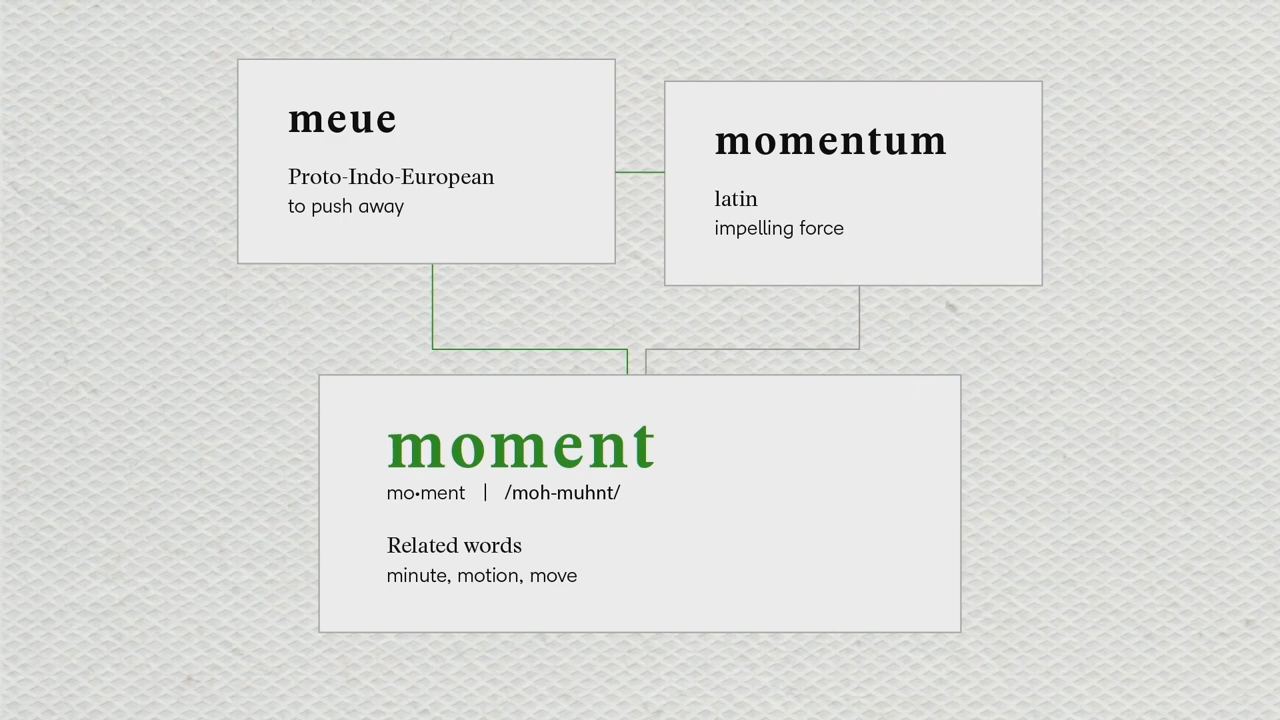 meue
Proto-Indo-European
to push away
momentum
latin
impelling force
moment
mo•ment | /moh-muhnt/
Related words
minute, motion, move